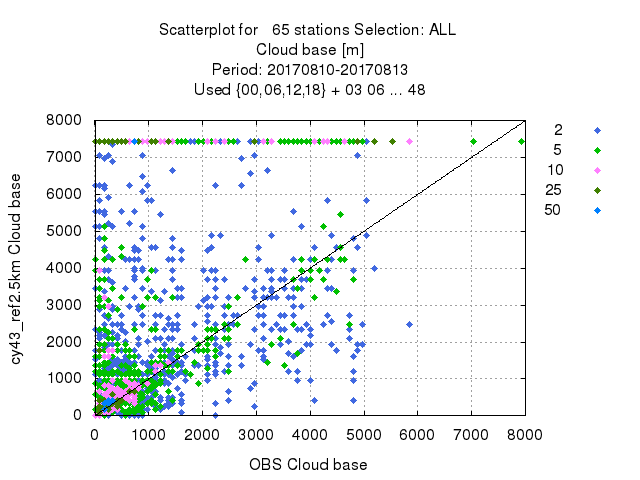 Scatterplot for 65 stations Selection: ALL
Cloud base [m]
Period: 20170810-20170813
Used {00,06,12,18} + 03 06 ... 48
8000
7000
6000
5000
4000
3000
2000
1000
0
cy43_ref2.5km Cloud base
2
5
10
25
50
0 1000 2000 3000 4000 5000 6000 7000 8000
OBS Cloud base